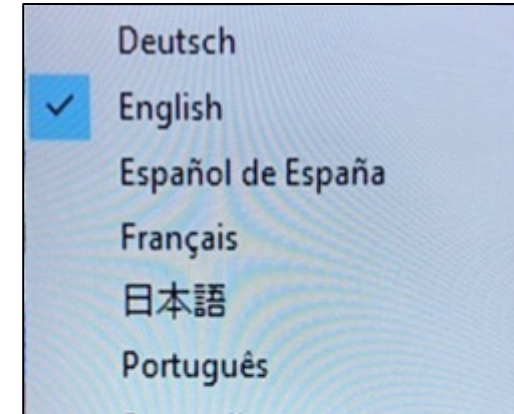 Deutsch
English
Español de España
Français
日本語
Português